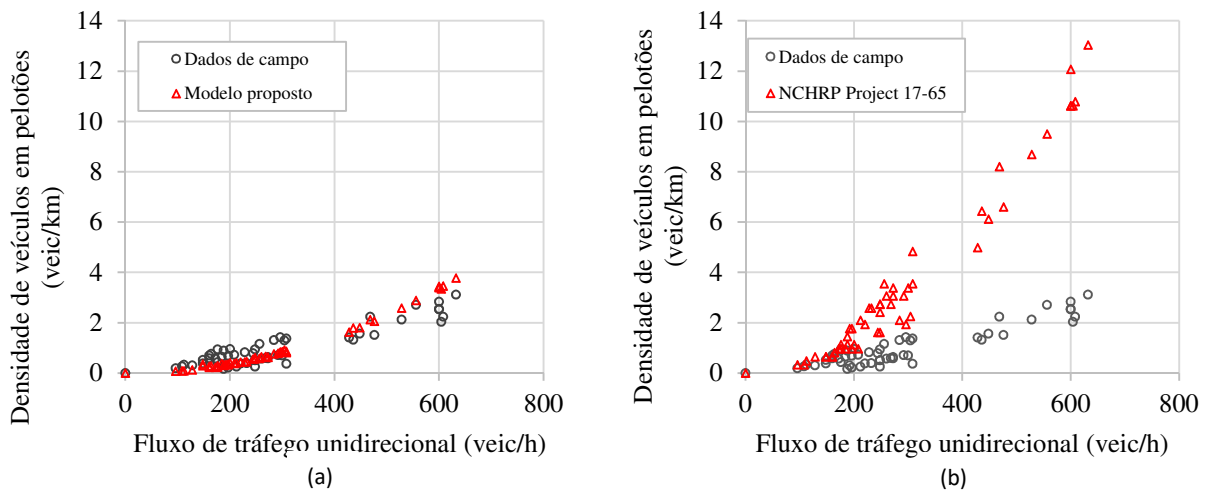 Densidade de veículos em pelotões
(veic/km)
14
12
10
8
6
4
2
0
Dados de campo
Modelo proposto
0 200 400 600 800
Fluxo de tráfego unidirecional (veic/h)
(a)
Densidade de veículos em pelotões
(veic/km)
14
12
10
8
6
4
2
0
Dados de campo
NCHRP Project 17-65
0 200 400 600 800
Fluxo de tráfego unidirecional (veic/h)
(b)